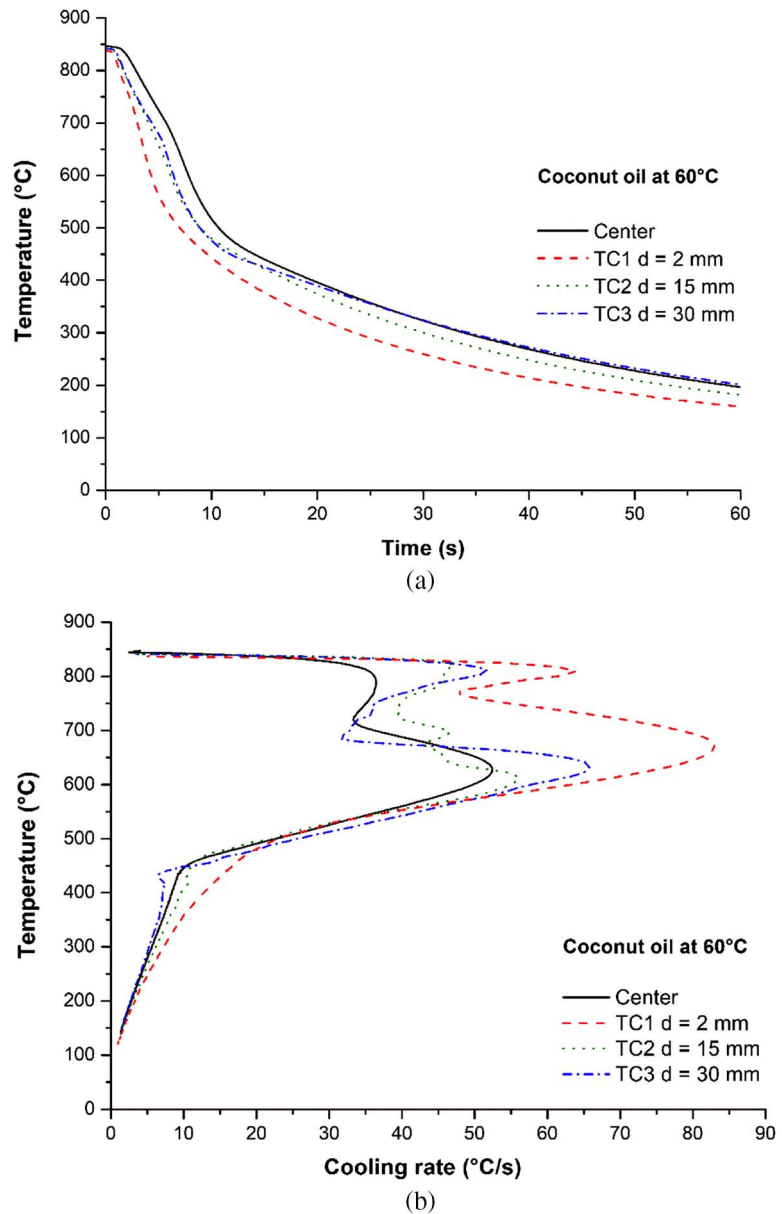 900
800
700
600
500
400
300
200
100
0
Temperature (°C)
Coconut oil at 60°C
Center
TC1 d = 2 mm
TC2 d = 15 mm
TC3 d = 30 mm
0 10 20 30 40 50 60
Time (s)
(a)
900
800
700
600
500
400
300
200
100
0
Temperature (°C)
Coconut oil at 60°C
Center
TC1 d = 2 mm
TC2 d = 15 mm
TC3 d = 30 mm
0 10 20 30 40 50 60 70 80 90
Cooling rate (°C/s)
(b)